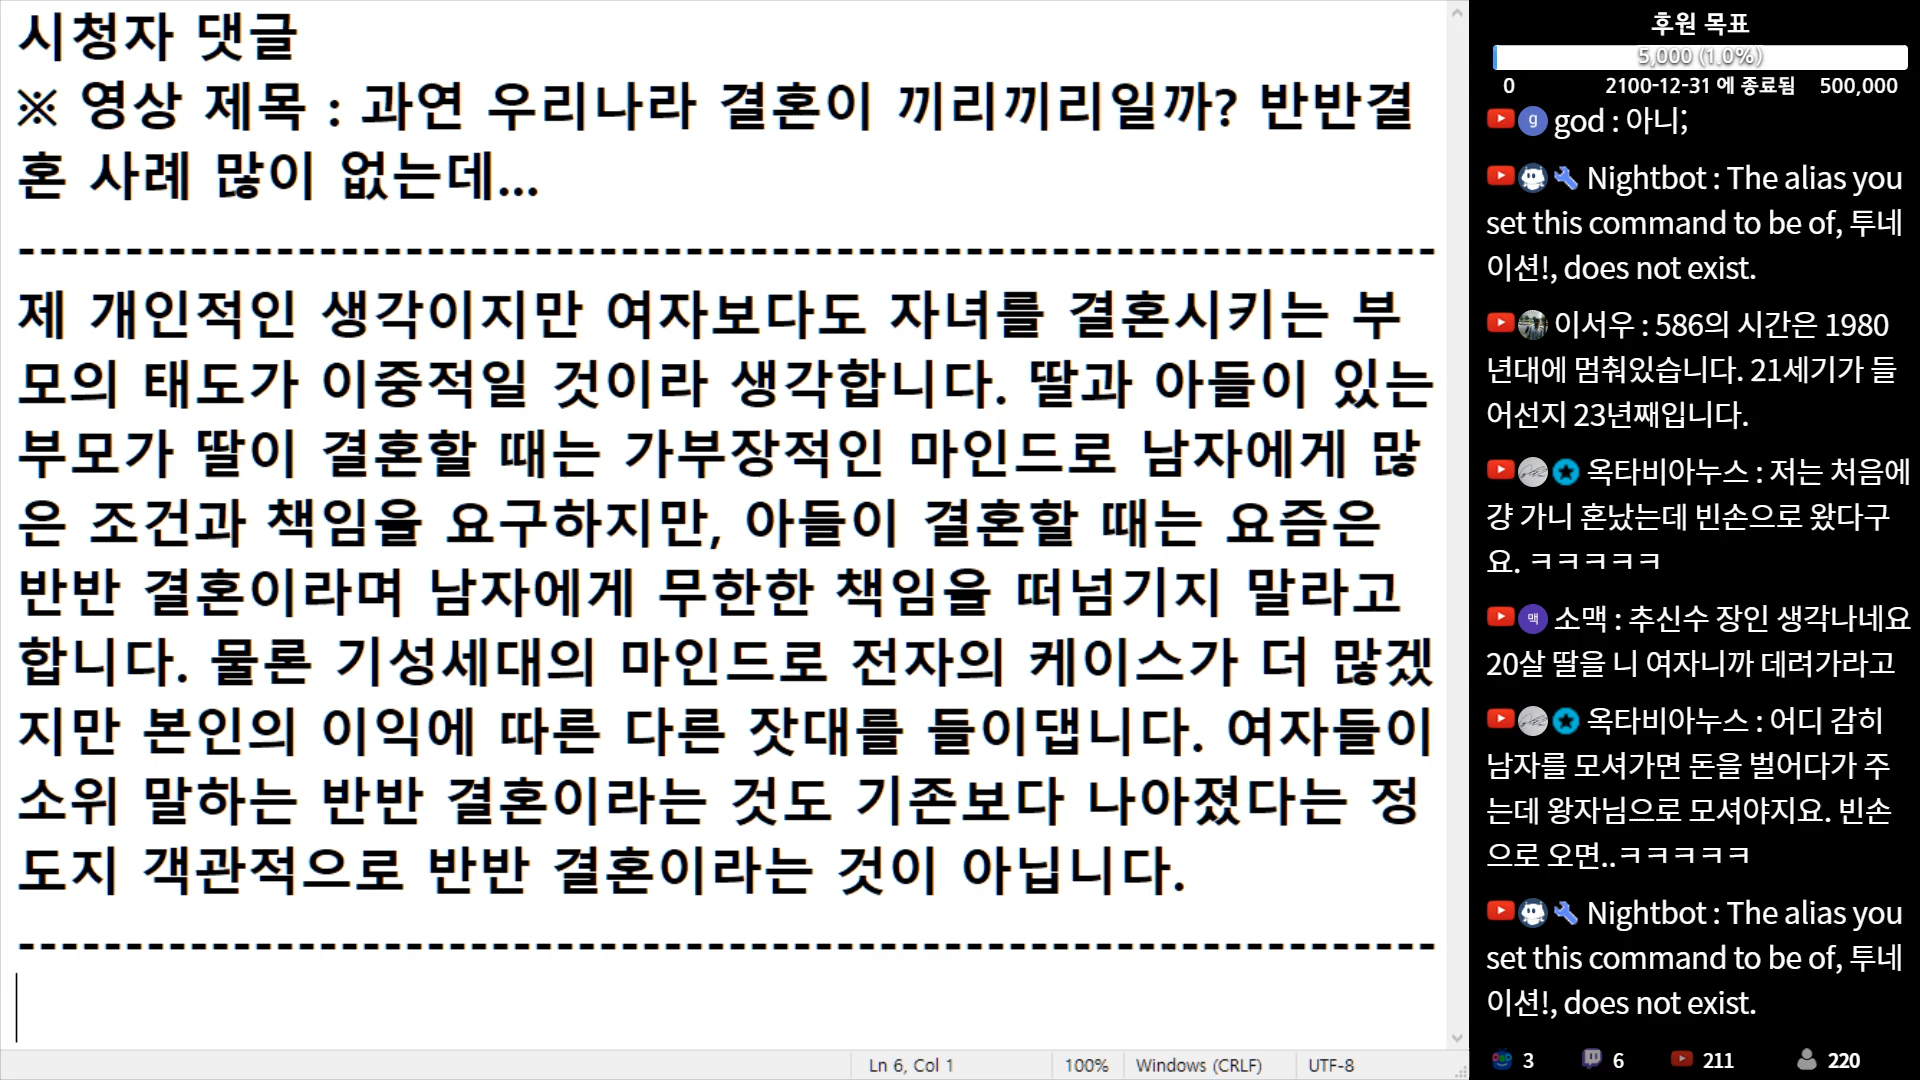 시청자 댓글
※ 영상 제목 : 과연 우리나라 결혼이 끼리끼리일까? 반반결
혼 사례 많이 없는데...
------------------------------------------------------------------
제 개인적인 생각이지만 여자보다도 자녀를 결혼시키는 부
모의 태도가 이중적일 것이라 생각합니다. 딸과 아들이 있는
부모가 딸이 결혼할 때는 가부장적인 마인드로 남자에게 많
은 조건과 책임을 요구하지만, 아들이 결혼할 때는 요즘은
반반 결혼이라며 남자에게 무한한 책임을 떠넘기지 말라고
합니다. 물론 기성세대의 마인드로 전자의 케이스가 더 많겠
지만 본인의 이익에 따른 다른 잣대를 들이댑니다. 여자들이
소위 말하는 반반 결혼이라는 것도 기존보다 나아졌다는 정
도지 객관적으로 반반 결혼이라는 것이 아닙니다.
------------------------------------------------------------------
Ln 6, Col 1 100% Windows (CRLF) UTF-8
후원 목표
5,000 (1.0%)
0 2100-12-31 에 종료됨 500,000
g god : 아니;
Nightbot : The alias you
set this command to be of, 투네
이션!, does not exist.
이서우 : 586의 시간은 1980
년대에 멈춰있습니다. 21세기가 들
어선지 23년째입니다.
옥타비아누스 : 저는 처음에
걍 가니 혼났는데 빈손으로 왔다구
요. ㅋㅋㅋㅋㅋ
맥 소맥 : 추신수 장인 생각나네요
20살 딸을 니 여자니까 데려가라고
옥타비아누스 : 어디 감히
남자를 모셔가면 돈을 벌어다가 주
는데 왕자님으로 모셔야지요. 빈손
으로 오면..ㅋㅋㅋㅋㅋ
Nightbot : The alias you
set this command to be of, 투네
이션!, does not exist.
3 6 211 220